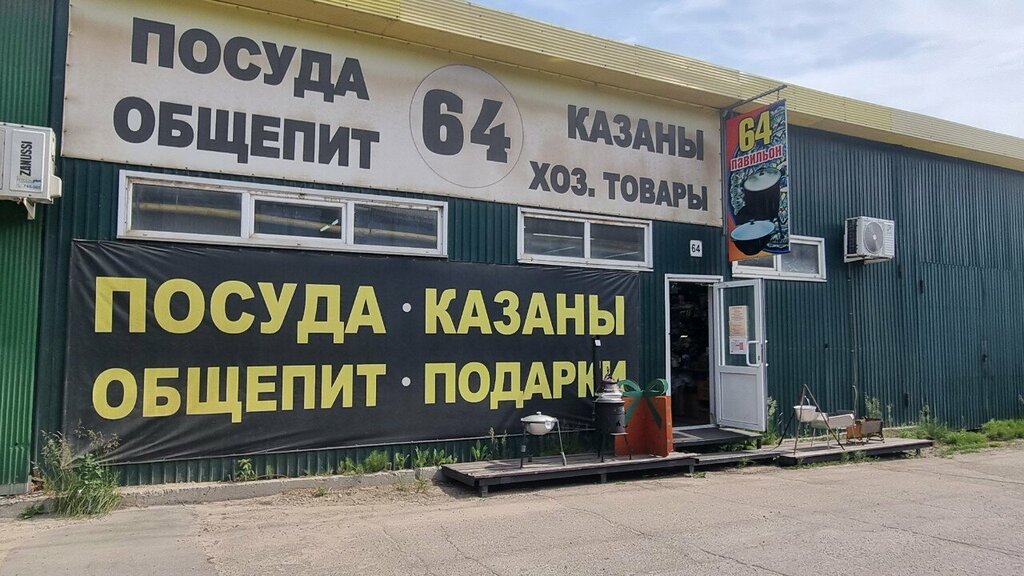 ПОСУДА
ОБЩЕПИТ
64
КАЗАНЫ
ХОЗ. ТОВАРЫ
64
ПАВИЛЬОН
ZANUSSI
64
ПОСУДА · КАЗАНЫ
ОБЩЕПИТ · ПОДАРКИ